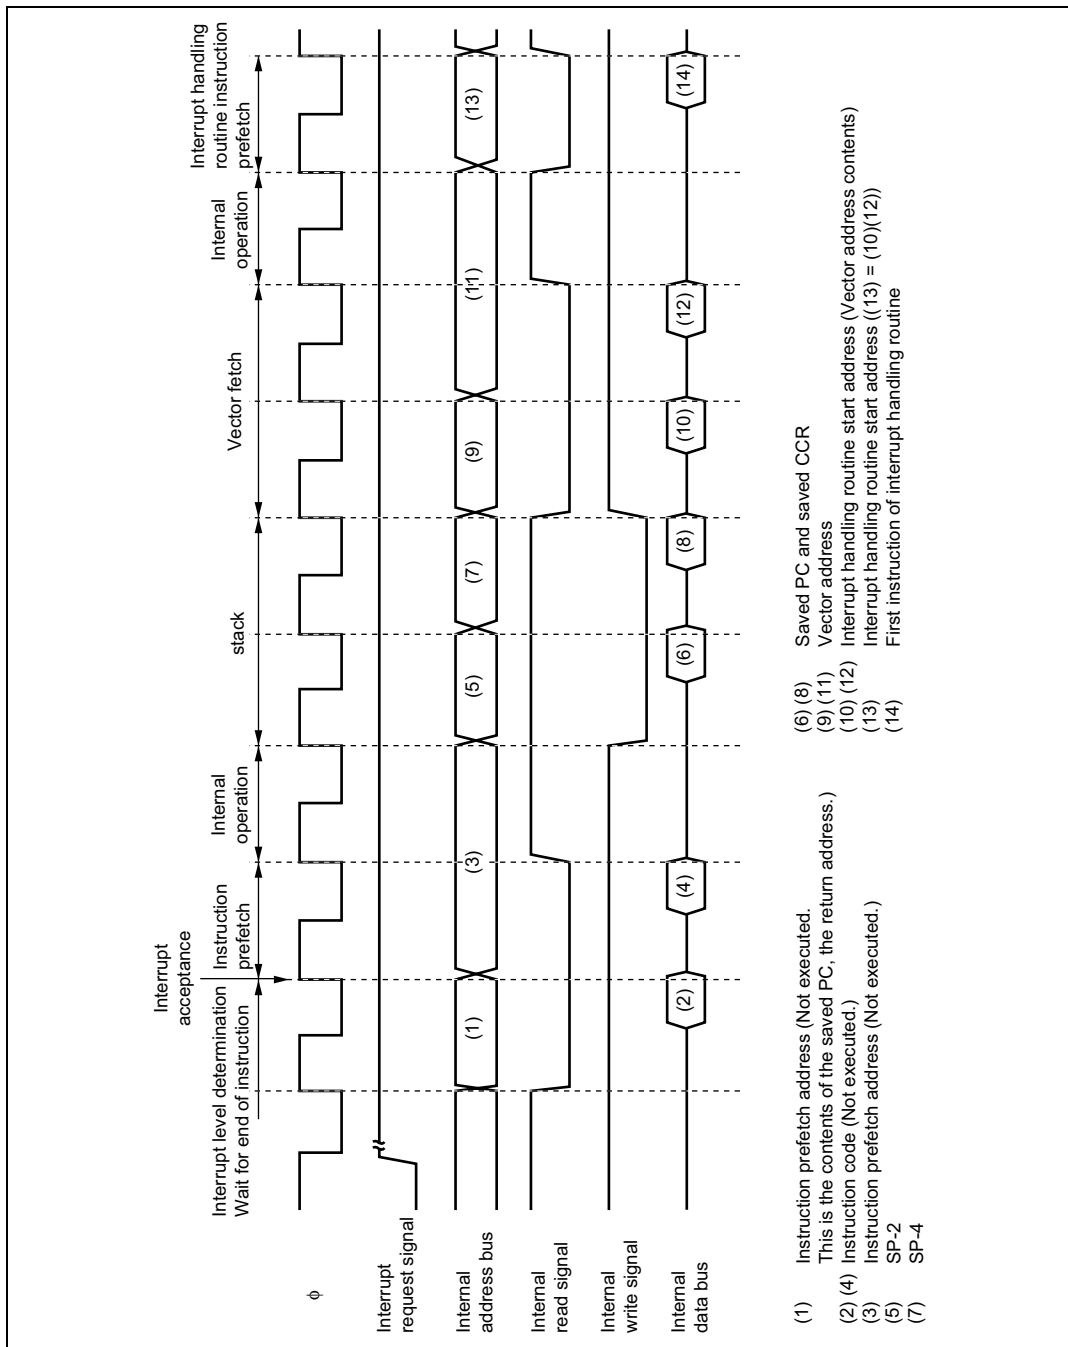 Interrupt level determination
Wait for end of instruction
Interrupt
acceptance
Instruction
prefetch
Internal
operation
stack
Vector fetch
Internal
operation
Interrupt handling
routine instruction
prefetch
φ
Interrupt
request signal
Internal
address bus
(1)
(3)
(5)
(7)
(9)
(11)
(13)
Internal
read signal
Internal
write signal
Internal
data bus
(2)
(4)
(6)
(8)
(10)
(12)
(14)
(1) Instruction prefetch address (Not executed.
This is the contents of the saved PC, the return address.)
(2) (4) Instruction code (Not executed.)
(3) Instruction prefetch address (Not executed.)
(5) SP-2
(7) SP-4
(6) (8) Saved PC and saved CCR
(9) (11) Vector address
(10) (12) Interrupt handling routine start address (Vector address contents)
(13) Interrupt handling routine start address ((13) = (10)(12))
(14) First instruction of interrupt handling routine